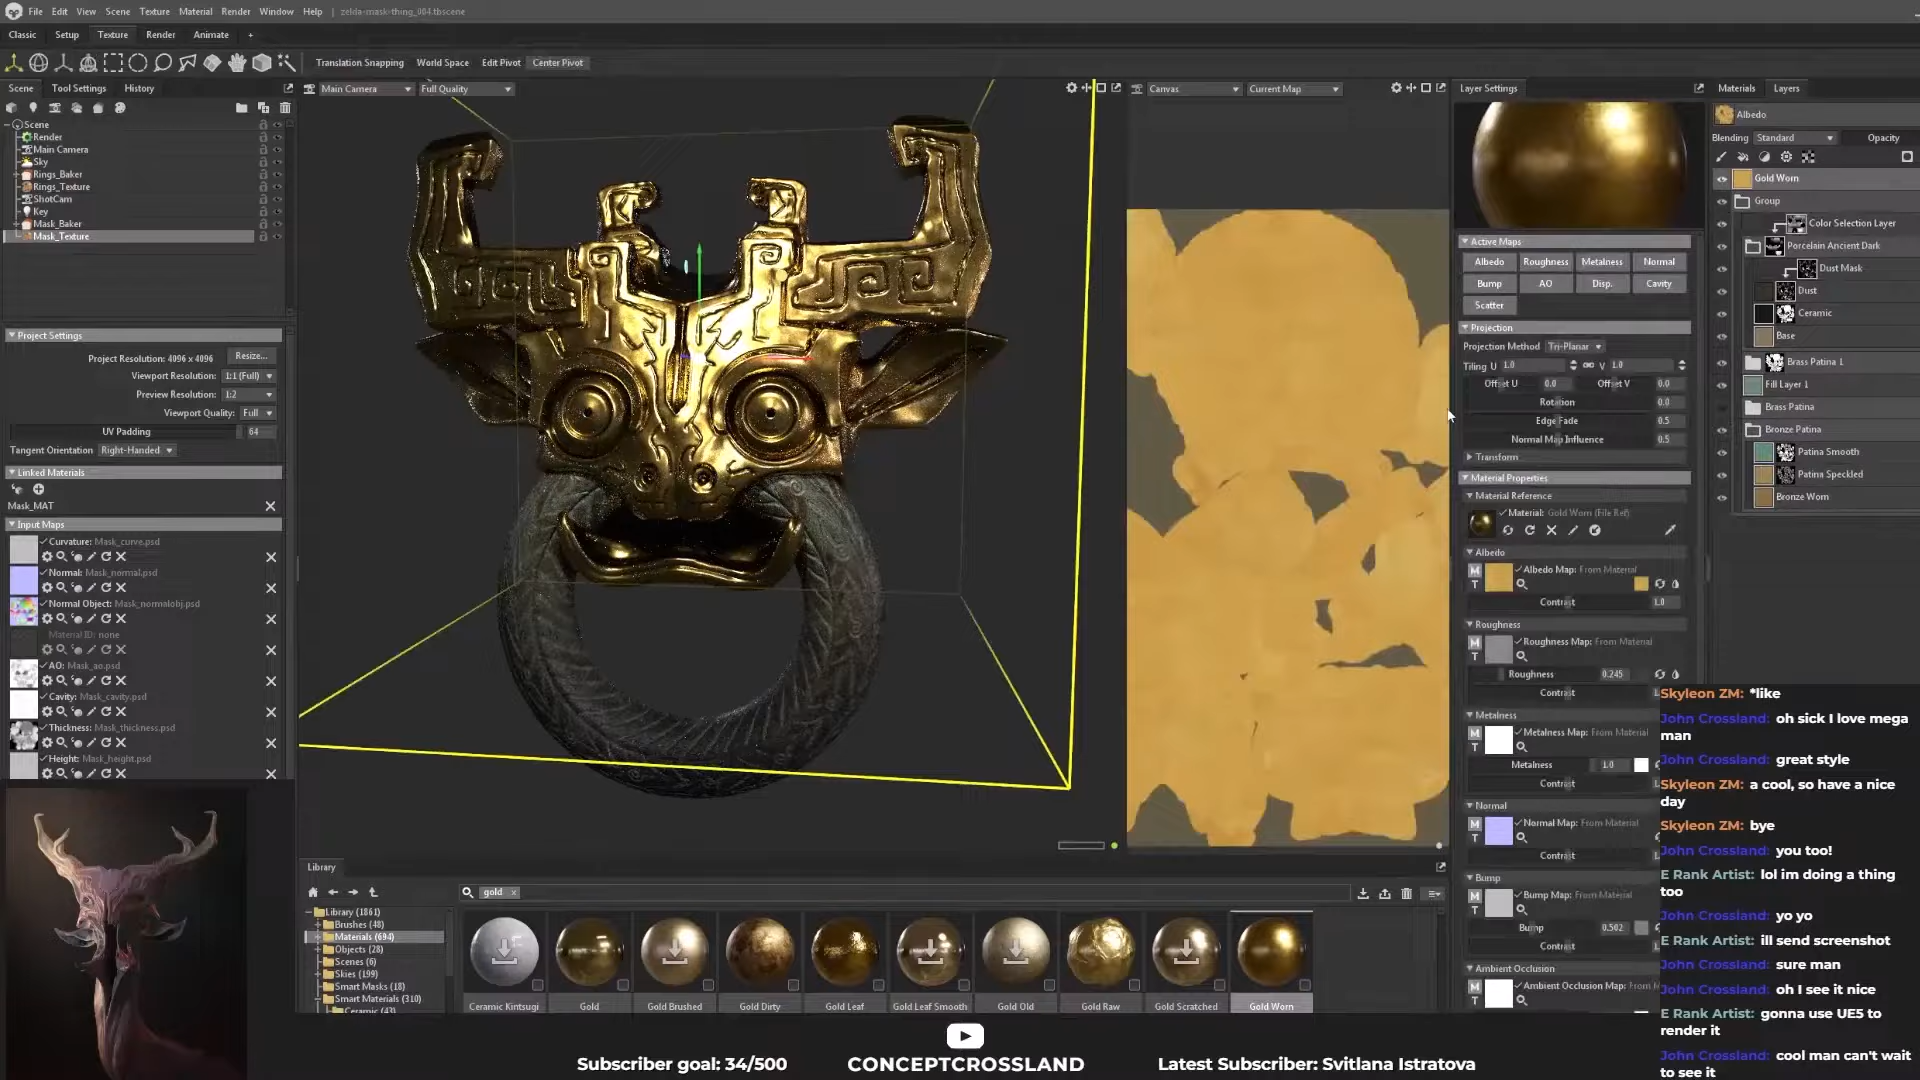 File Edit View Scene Texture Material Render Window Help | zelda-mask-thing_004.tbscene
Classic Setup Texture Render Animate +
Translation Snapping World Space Edit Pivot Center Pivot
Scene Tool Settings History
Main Camera Full Quality
Canvas Current Map
Layer Settings
Materials Layers
Scene
Render
Main Camera
Sky
Rings_Baker
Rings_Texture
ShotCam
Key
Mask_Baker
Mask_Texture
Project Settings
Project Resolution: 4096 x 4096 Resize...
Viewport Resolution: 1:1 (Full)
Preview Resolution: 1:2
Viewport Quality: Full
UV Padding 64
Tangent Orientation Right-Handed
Linked Materials
Mask_MAT
Input Maps
Curvature: Mask_curve.psd
Normal: Mask_normal.psd
Normal Object: Mask_normalobj.psd
Material ID: none
AO: Mask_ao.psd
Cavity: Mask_cavity.psd
Thickness: Mask_thickness.psd
Height: Mask_height.psd
Active Maps
Albedo Roughness Metalness Normal
Bump AO Disp. Cavity
Scatter
Projection
Projection Method Tri-Planar
Tiling U 1.0 V 1.0
Offset U 0.0 Offset V 0.0
Rotation 0.0
Edge Fade 0.5
Normal Map Influence 0.5
Transform
Material Properties
Material Reference
Material: Gold Worn (File Ref)
Albedo
M Albedo Map: From Material
T
Contrast 1.0
Roughness
M Roughness Map: From Material
T
Roughness 0.245
Contrast
Metalness
M Metalness Map: From Material
T
Metalness 1.0
Contrast
Normal
M Normal Map: From Material
T
Contrast
Bump
M Bump Map: From Material
T
Bump 0.502
Contrast
Ambient Occlusion
M Ambient Occlusion Map: From M
T
Albedo
Blending Standard Opacity
Gold Worn
Group
Color Selection Layer
Porcelain Ancient Dark
Dust Mask
Dust
Ceramic
Base
Brass Patina 1
Fill Layer 1
Brass Patina
Bronze Patina
Patina Smooth
Patina Speckled
Bronze Worn
Library
gold x
Library (1861)
Brushes (48)
Materials (694)
Objects (28)
Scenes (6)
Skies (199)
Smart Masks (18)
Smart Materials (310)
Ceramic (43)
Ceramic Kintsugi Gold Gold Brushed Gold Dirty Gold Leaf Gold Leaf Smooth Gold Old Gold Raw Gold Scratched Gold Worn
Skyleon ZM: *like
John Crossland: oh sick I love mega
man
John Crossland: great style
Skyleon ZM: a cool, so have a nice
day
Skyleon ZM: bye
John Crossland: you too!
E Rank Artist: lol im doing a thing
too
John Crossland: yo yo
E Rank Artist: ill send screenshot
John Crossland: sure man
John Crossland: oh I see it nice
E Rank Artist: gonna use UE5 to
render it
John Crossland: cool man can't wait
to see it
Subscriber goal: 34/500 CONCEPTCROSSLAND Latest Subscriber: Svitlana Istratova